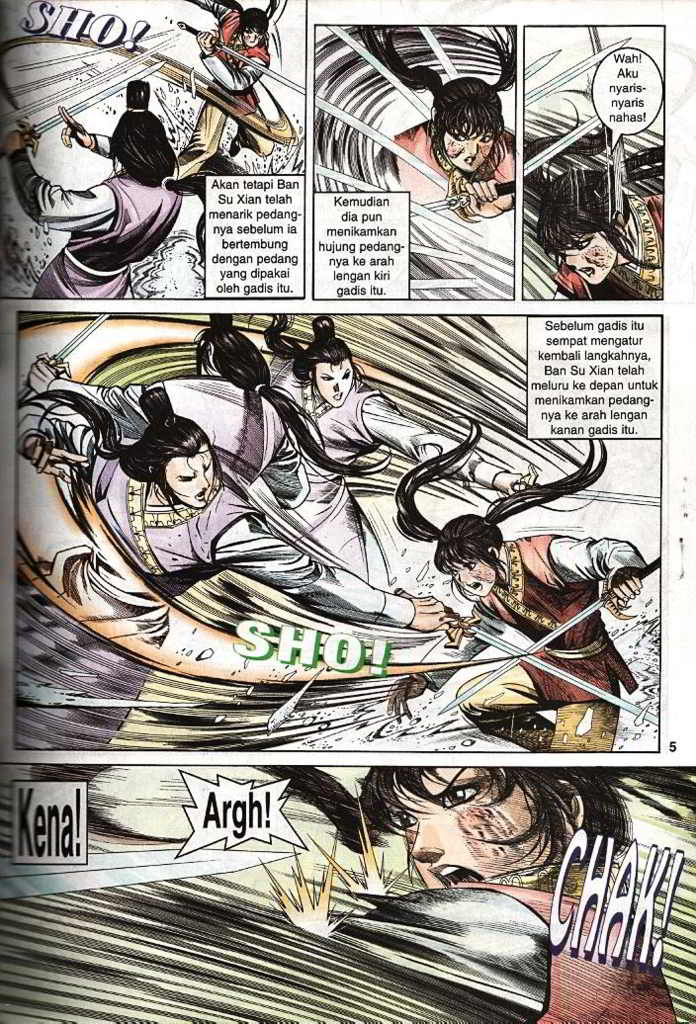 SHO!
Akan tetapi Ban
Su Xian telah
menarik pedang-
nya sebelum ia
bertembung
dengan pedang
yang dipakai
oleh gadis itu.
Kemudian
dia pun
menikamkan
hujung pedang-
nya ke arah
lengan kiri
gadis itu.
Wah!
Aku
nyaris-
nyaris
nahas!
Sebelum gadis itu
sempat mengatur
kembali langkahnya,
Ban Su Xian telah
meluru ke depan untuk
menikamkan pedang-
nya ke arah lengan
kanan gadis itu.
SHO!
5
Kena!
Argh!
CHAK!